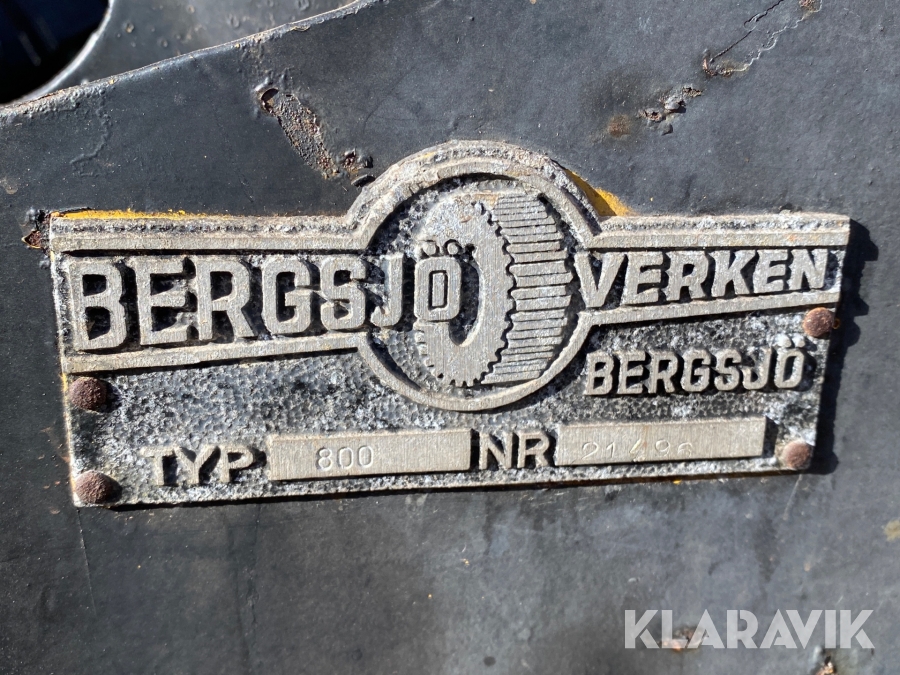 BERGSJÖ VERKEN
BERGSJÖ
TYP 800 NR
KLARAVIK